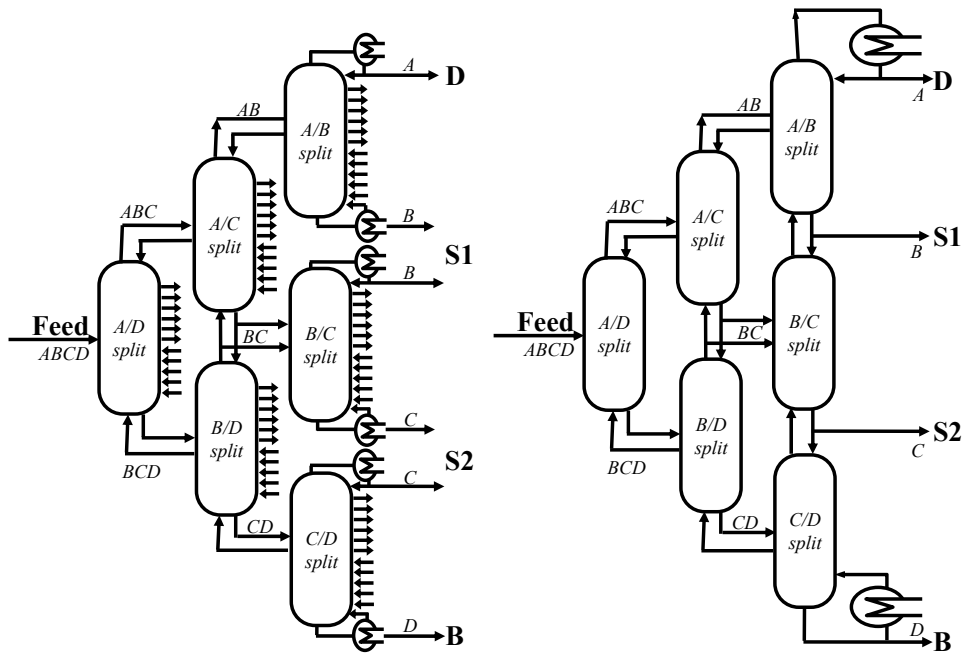 A
D
AB
A/B
split
ABC
A/C
split
B
S1
B
Feed
ABCD
A/D
split
BC
B/C
split
B/D
split
BCD
C
S2
C
CD
C/D
split
D
B
D
A
AB
A/B
split
ABC
A/C
split
S1
B
Feed
ABCD
A/D
split
BC
B/C
split
B/D
split
BCD
S2
C
CD
C/D
split
D
B